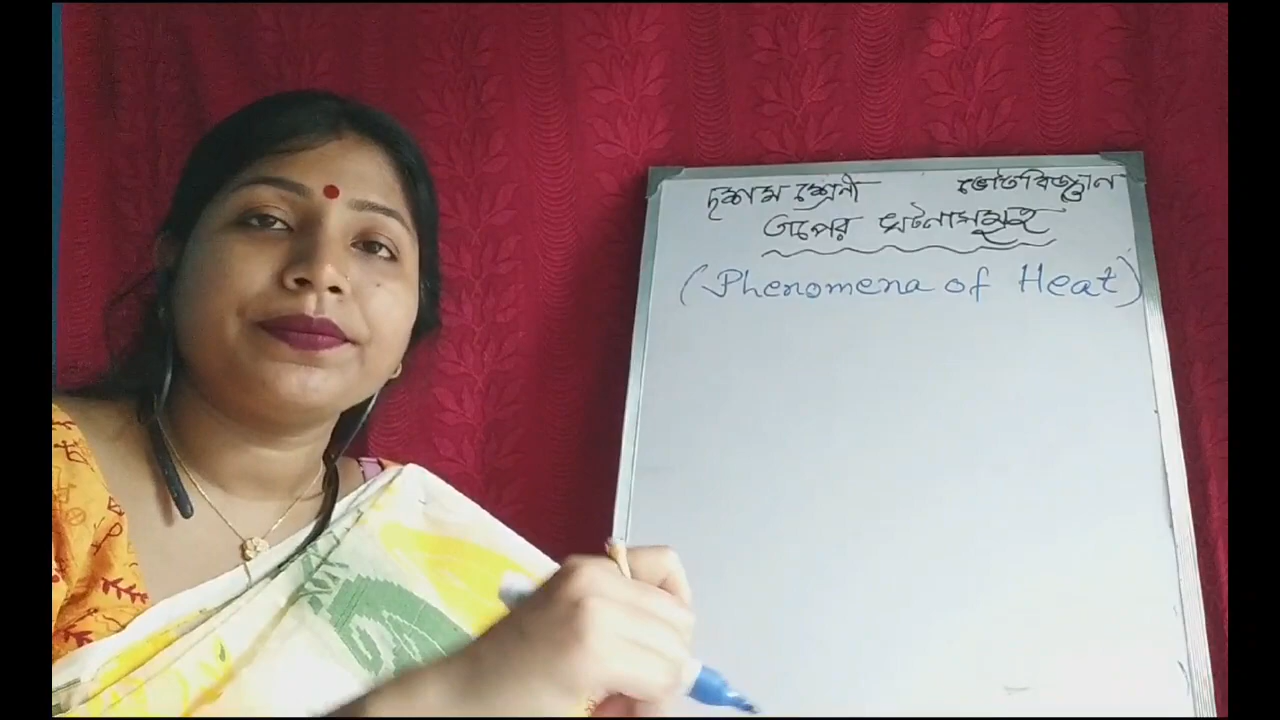 দশম শ্রেনী ভৌতবিজ্ঞান
তাপের ঘটনাসমূহ
(Phenomena of Heat)